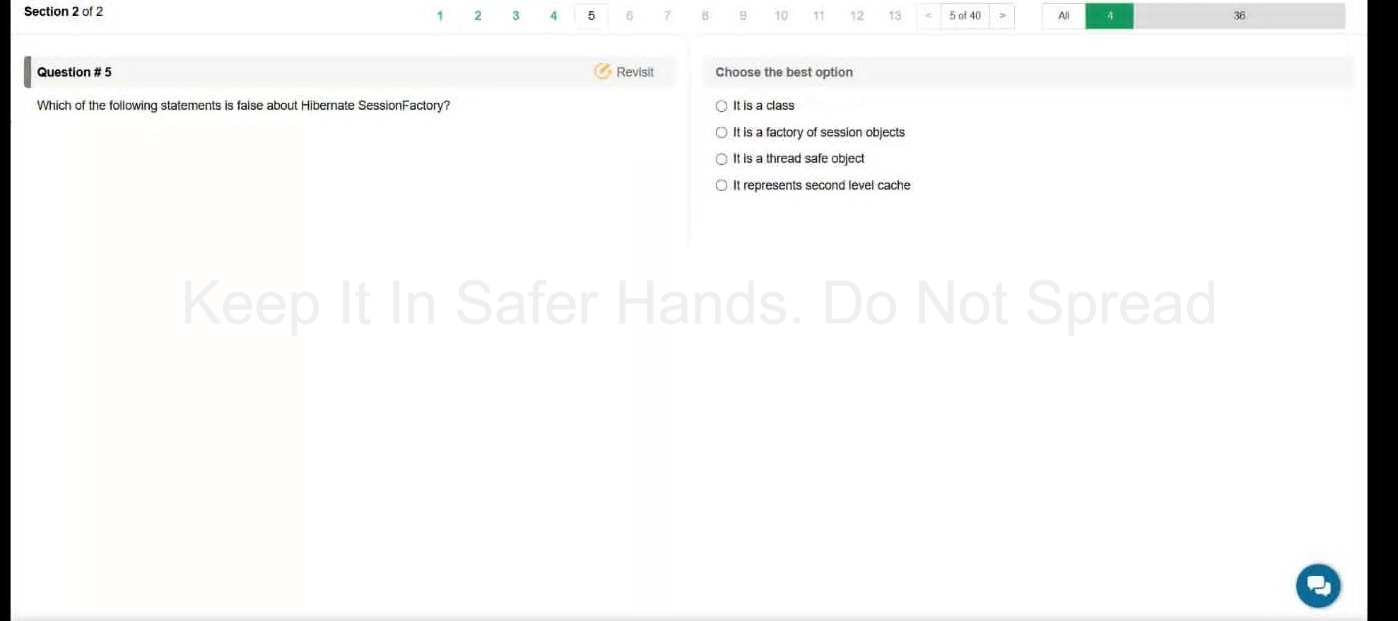 Section 2 of 2
1 2 3 4 5 6 7 8 9 10 11 12 13 < 5 of 40 > All 4 36
Question # 5
Revisit
Which of the following statements is false about Hibernate SessionFactory?
Choose the best option
It is a class
It is a factory of session objects
It is a thread safe object
It represents second level cache
Keep It In Safer Hands. Do Not Spread